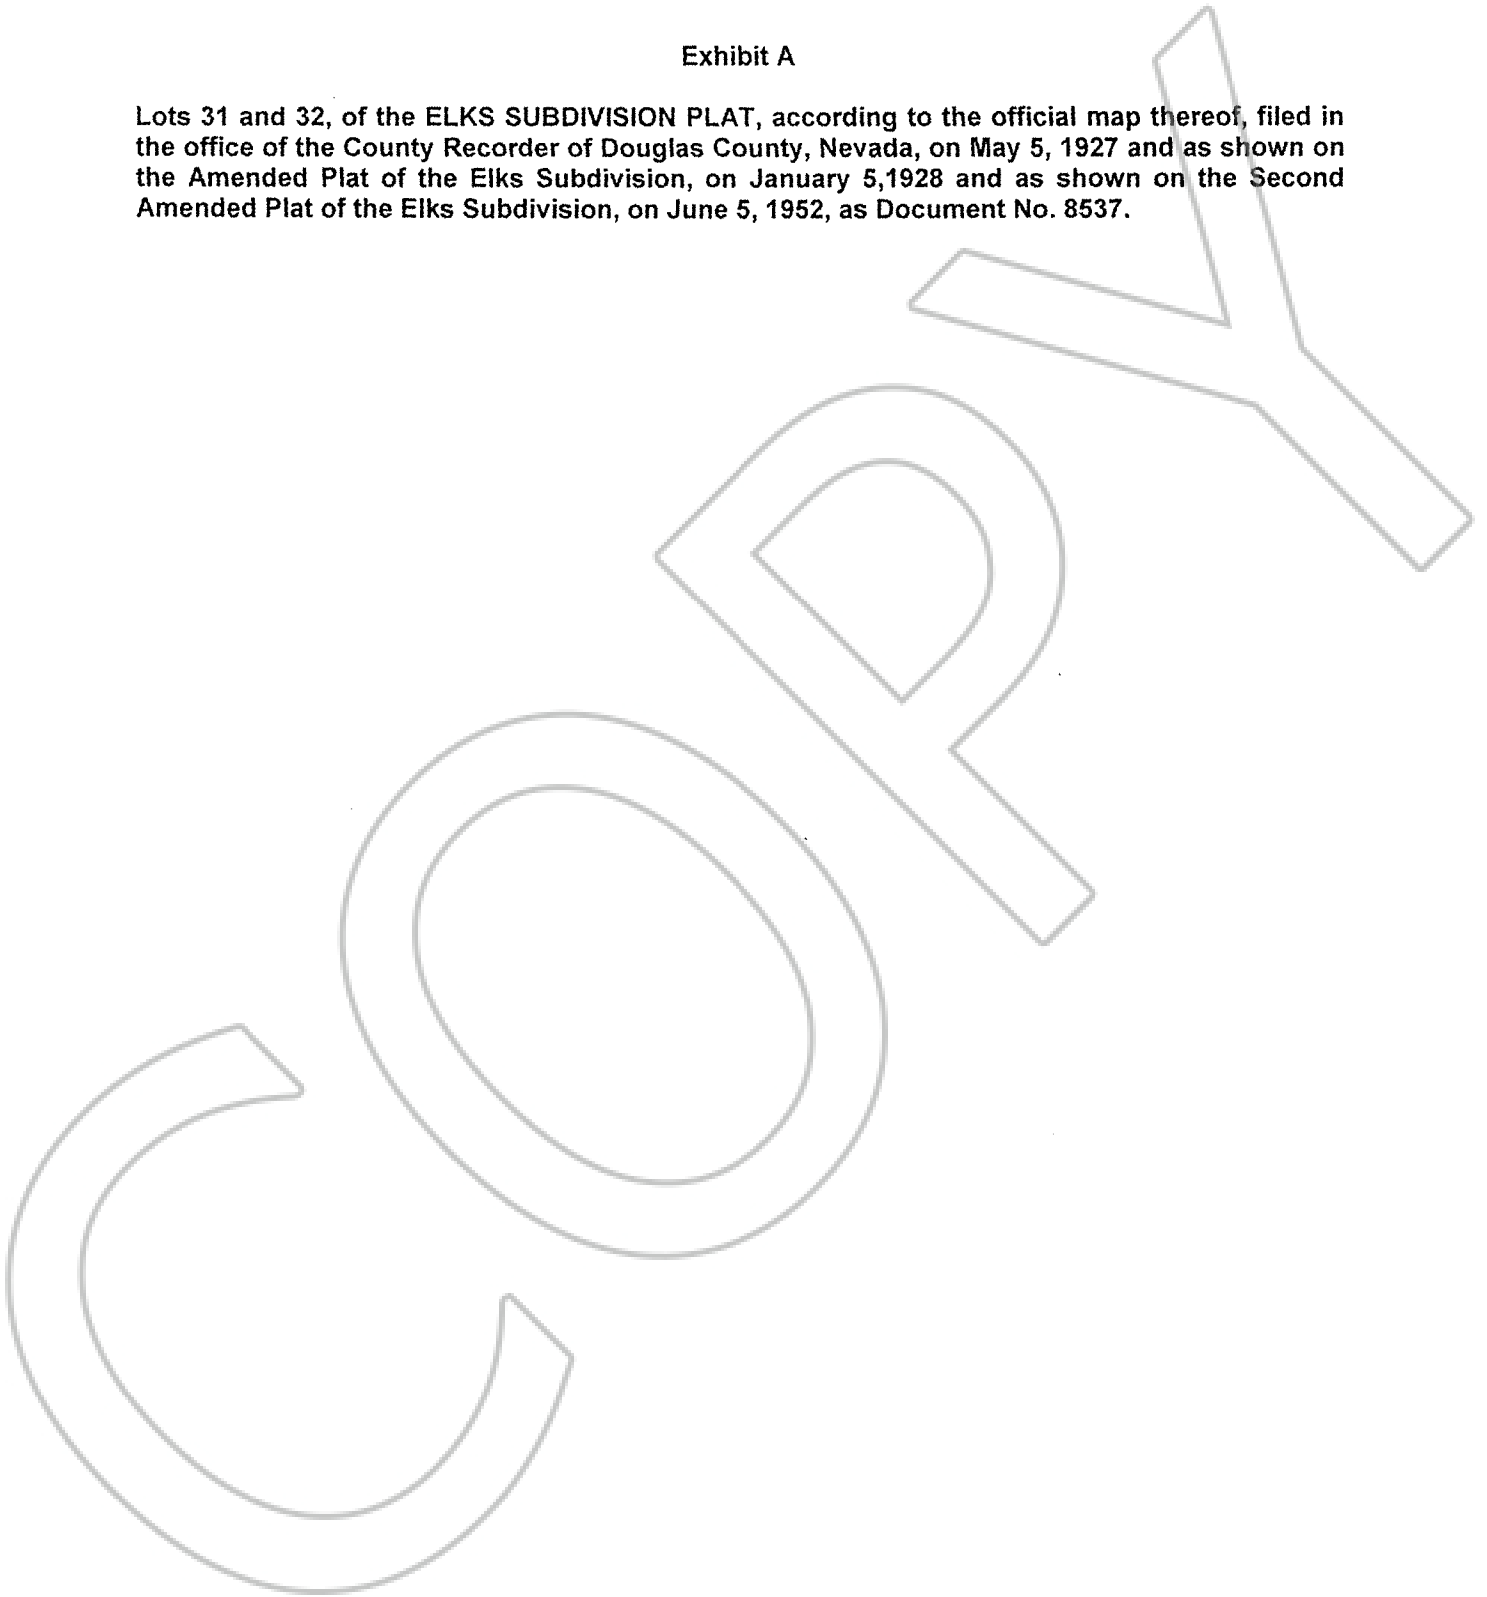 Exhibit A
Lots 31 and 32, of the ELKS SUBDIVISION PLAT, according to the official map thereof, filed in
the office of the County Recorder of Douglas County, Nevada, on May 5, 1927 and as shown on
the Amended Plat of the Elks Subdivision, on January 5,1928 and as shown on the Second
Amended Plat of the Elks Subdivision, on June 5, 1952, as Document No. 8537.
COPY